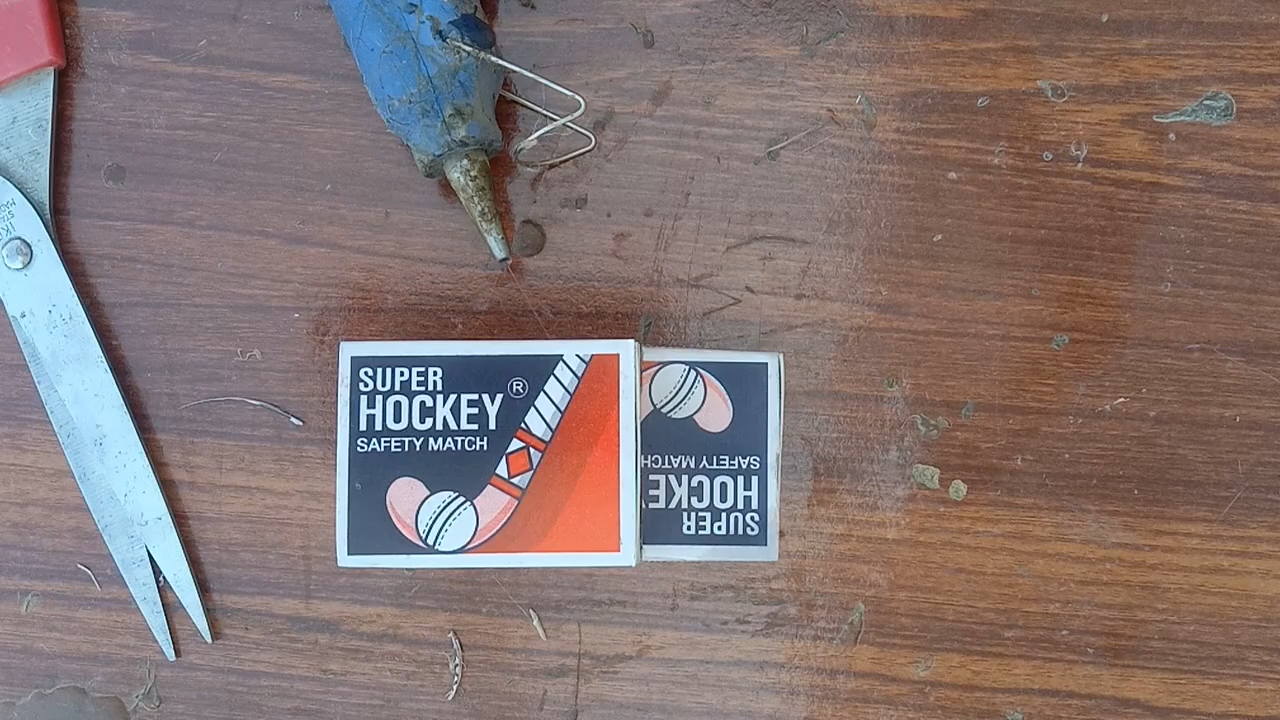 SUPER
HOCKEY ®
SAFETY MATCH
SUPER
HOCKEY
SAFETY MATCH